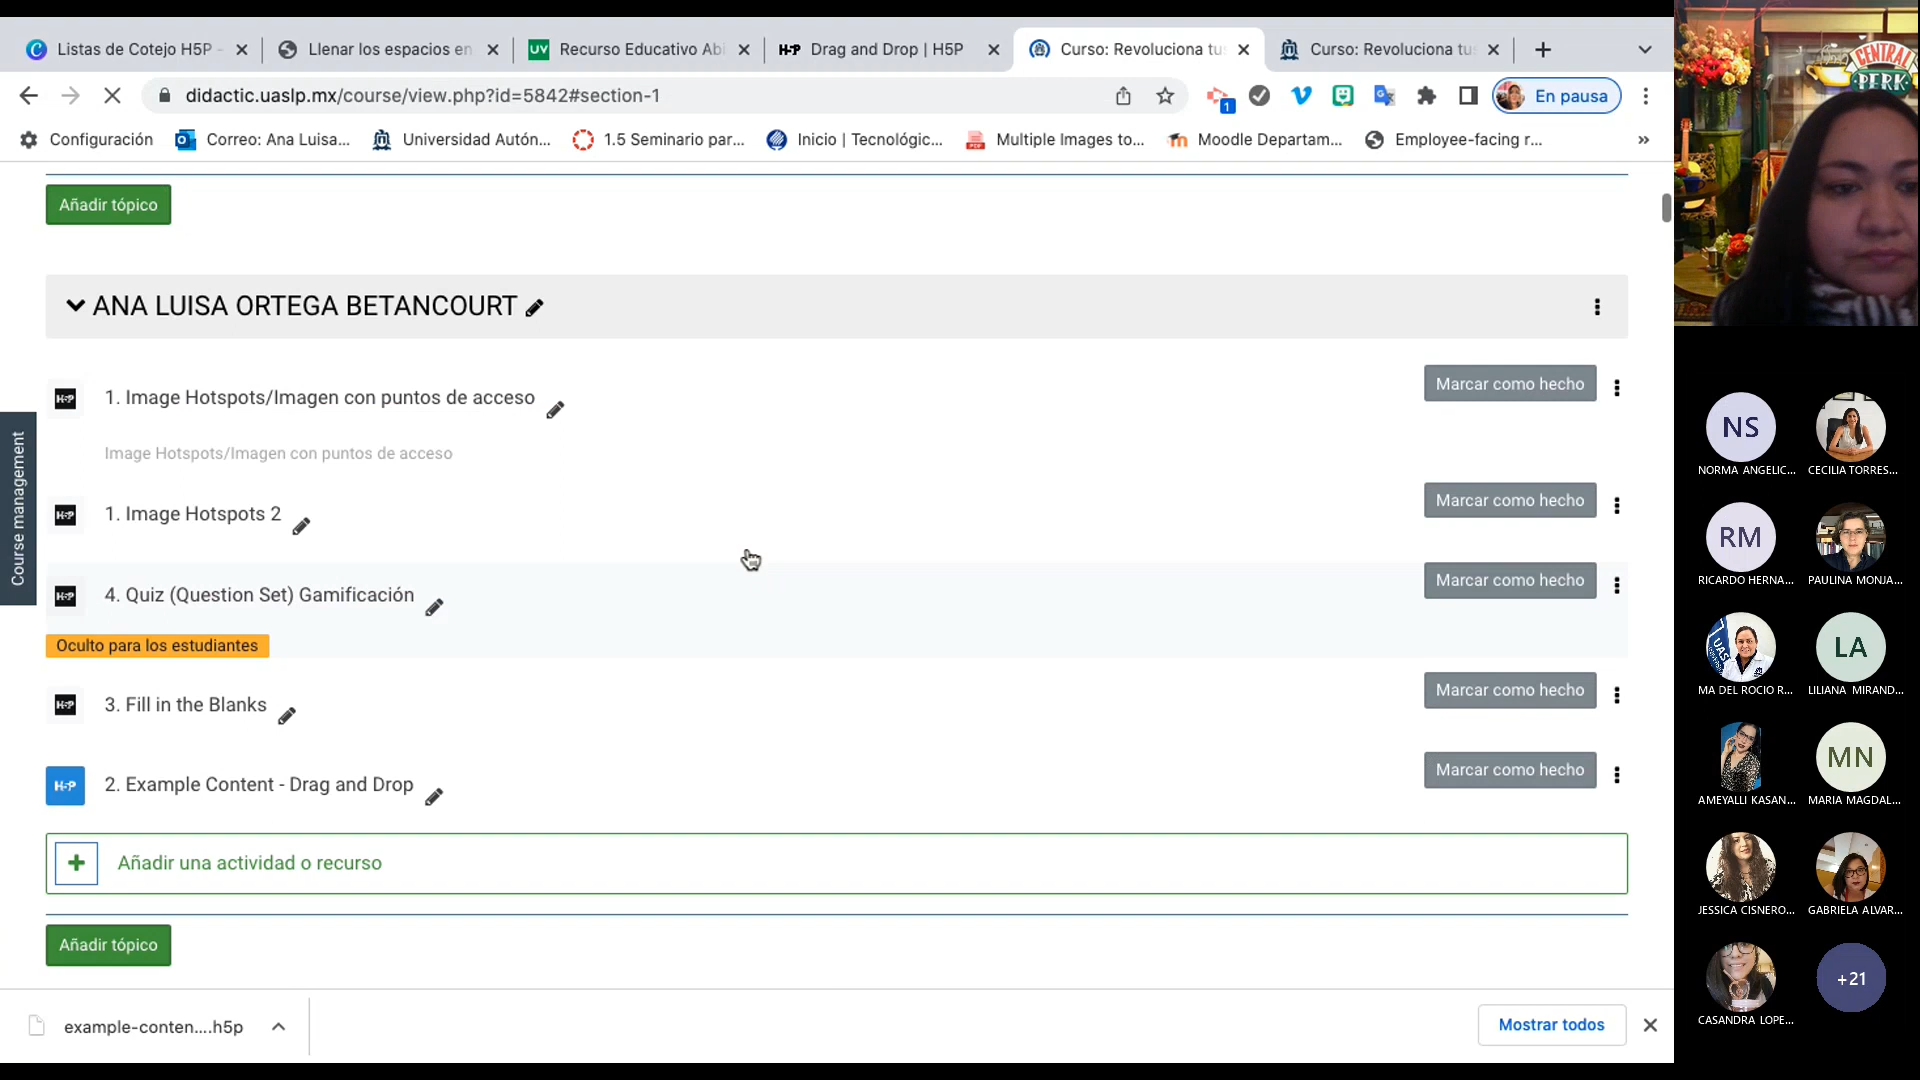 Listas de Cotejo H5P -
Llenar los espacios en
UV Recurso Educativo Abi
H-P Drag and Drop | H5P
Curso: Revoluciona tus
Curso: Revoluciona tus
didactic.uaslp.mx/course/view.php?id=5842#section-1
1
En pausa
Configuración
Correo: Ana Luisa...
Universidad Autón...
1.5 Seminario par...
Inicio | Tecnológic...
Multiple Images to...
Moodle Departam...
Employee-facing r...
»
Añadir tópico
ANA LUISA ORTEGA BETANCOURT
H-P 1. Image Hotspots/Imagen con puntos de acceso
Marcar como hecho
Image Hotspots/Imagen con puntos de acceso
H-P 1. Image Hotspots 2
Marcar como hecho
H-P 4. Quiz (Question Set) Gamificación
Marcar como hecho
Oculto para los estudiantes
H-P 3. Fill in the Blanks
Marcar como hecho
H-P 2. Example Content - Drag and Drop
Marcar como hecho
Añadir una actividad o recurso
Añadir tópico
Course management
example-conten....h5p
Mostrar todos
CENTRAL
PERK
NS
NORMA ANGELIC...
CECILIA TORRES...
RM
RICARDO HERNA...
PAULINA MONJA...
MA DEL ROCIO R...
LA
LILIANA MIRAND...
AMEYALLI KASAN...
MN
MARIA MAGDAL...
JESSICA CISNERO...
GABRIELA ALVAR...
CASANDRA LOPE...
+21